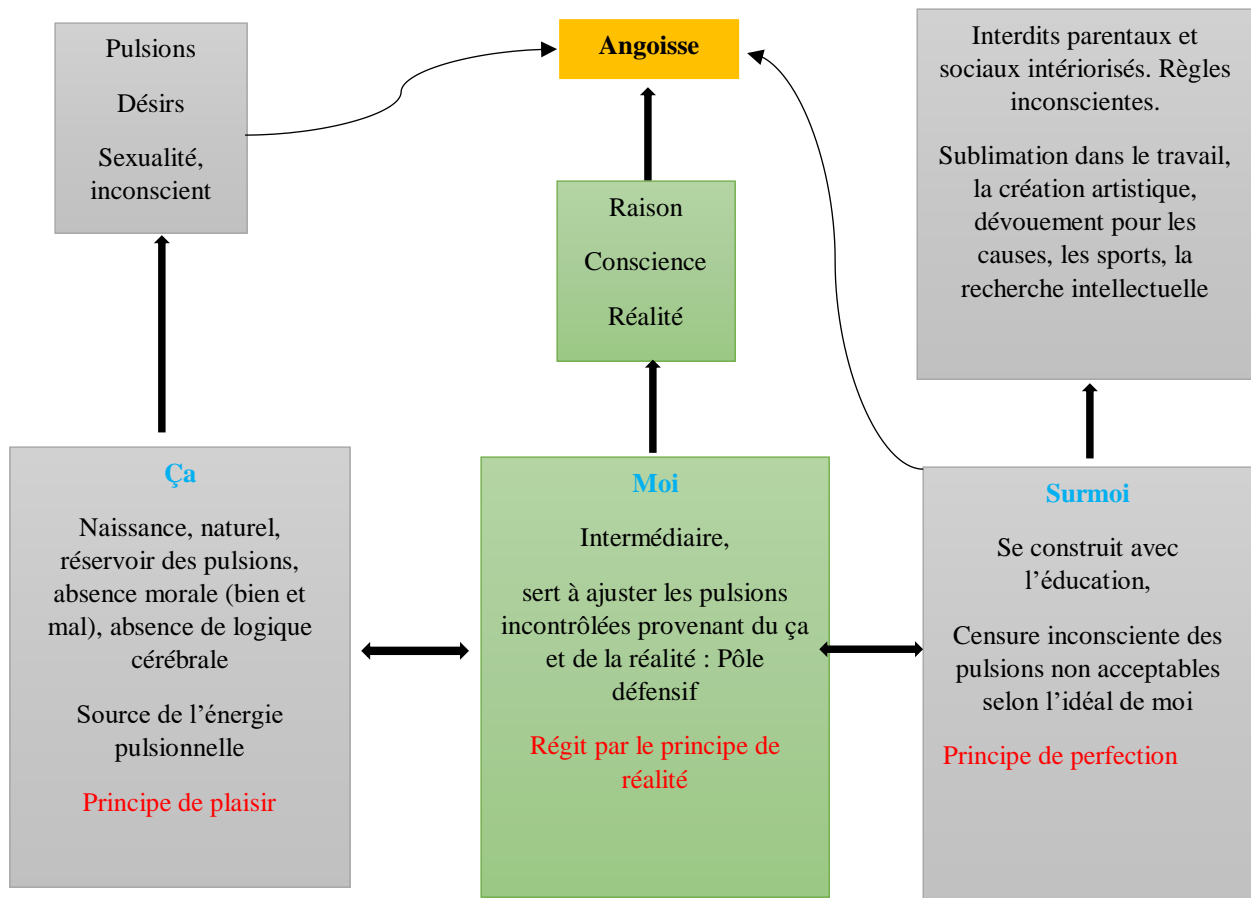 Pulsions
Désirs
Sexualité,
inconscient
Angoisse
Interdits parentaux et
sociaux intériorisés. Règles
inconscientes.
Sublimation dans le travail,
la création artistique,
dévouement pour les
causes, les sports, la
recherche intellectuelle
Raison
Conscience
Réalité
Ça
Naissance, naturel,
réservoir des pulsions,
absence morale (bien et
mal), absence de logique
cérébrale
Source de l’énergie
pulsionnelle
Principe de plaisir
Moi
Intermédiaire,
sert à ajuster les pulsions
incontrôlées provenant du ça
et de la réalité : Pôle
défensif
Régit par le principe de
réalité
Surmoi
Se construit avec
l’éducation,
Censure inconsciente des
pulsions non acceptables
selon l’idéal de moi
Principe de perfection